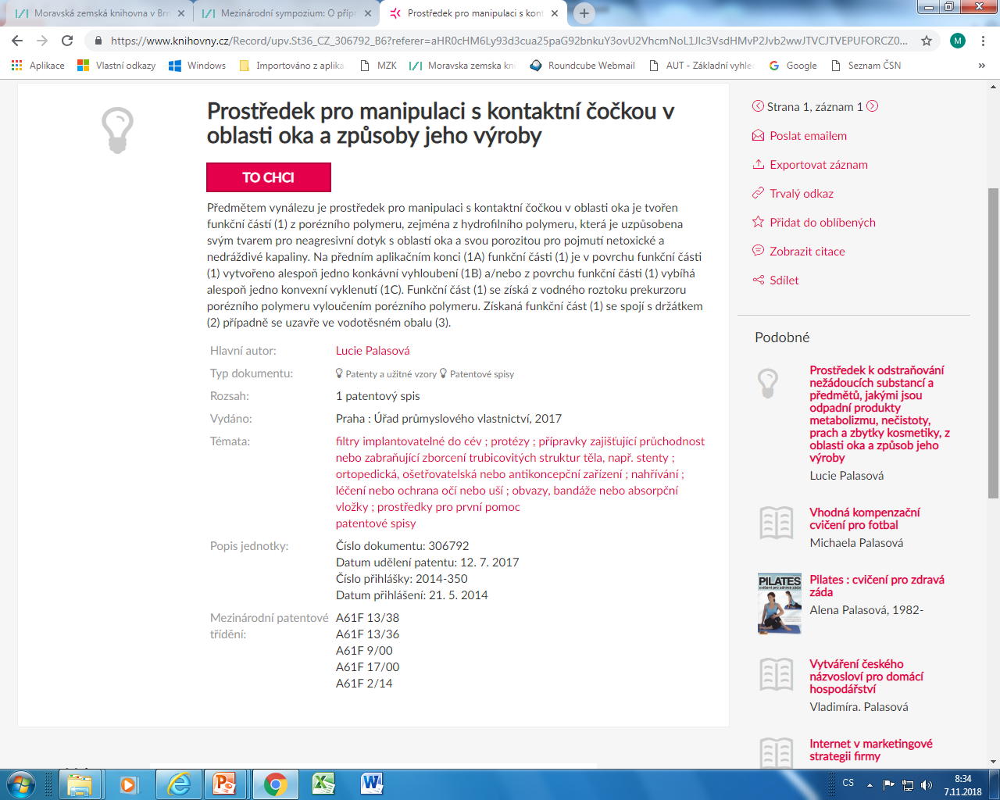 Moravská zemská knihovna v Brn
Mezinárodní sympozium: O přípr
Prostředek pro manipulaci s kont
https://www.knihovny.cz/Record/upv.St36_CZ_306792_B6?referer=aHR0cHM6Ly93d3cua25paG92bnkuY3ovU2VhcmNoL1Jlc3VsdHMvP2Jvb2wwJTVCJTVEPUFORCZ0...
M
Aplikace
Vlastní odkazy
Windows
Importováno z aplika
MZK
Moravska zemska kni
Roundcube Webmail
AUT - Základní vyhled
Google
Seznam ČSN
»
Prostředek pro manipulaci s kontaktní čočkou v
oblasti oka a způsoby jeho výroby
TO CHCI
Předmětem vynálezu je prostředek pro manipulaci s kontaktní čočkou v oblasti oka je tvořen
funkční částí (1) z porézního polymeru, zejména z hydrofilního polymeru, která je uzpůsobena
svým tvarem pro neagresivní dotyk s oblastí oka a svou porozitou pro pojmutí netoxické a
nedráždivé kapaliny. Na předním aplikačním konci (1A) funkční části (1) je v povrchu funkční části
(1) vytvořeno alespoň jedno konkávní vyhloubení (1B) a/nebo z povrchu funkční části (1) vybíhá
alespoň jedno konvexní vyklenutí (1C). Funkční část (1) se získá z vodného roztoku prekurzoru
porézního polymeru vyloučením porézního polymeru. Získaná funkční část (1) se spojí s držátkem
(2) případně se uzavře ve vodotěsném obalu (3).
Hlavní autor: Lucie Palasová
Typ dokumentu: Patenty a užitné vzory Patentové spisy
Rozsah: 1 patentový spis
Vydáno: Praha : Úřad průmyslového vlastnictví, 2017
Témata: filtry implantovatelné do cév ; protézy ; přípravky zajišťující průchodnost
nebo zabraňující zborcení trubicovitých struktur těla, např. stenty ;
ortopedická, ošetřovatelská nebo antikoncepční zařízení ; nahřívání ;
léčení nebo ochrana očí nebo uší ; obvazy, bandáže nebo absorpční
vložky ; prostředky pro první pomoc
patentové spisy
Popis jednotky: Číslo dokumentu: 306792
Datum udělení patentu: 12. 7. 2017
Číslo přihlášky: 2014-350
Datum přihlášení: 21. 5. 2014
Mezinárodní patentové A61F 13/38
třídění: A61F 13/36
A61F 9/00
A61F 17/00
A61F 2/14
Strana 1, záznam 1
Poslat emailem
Exportovat záznam
Trvalý odkaz
Přidat do oblíbených
Zobrazit citace
Sdílet
Podobné
Prostředek k odstraňování
nežádoucích substancí a
předmětů, jakými jsou
odpadní produkty
metabolizmu, nečistoty,
prach a zbytky kosmetiky, z
oblasti oka a způsob jeho
výroby
Lucie Palasová
Vhodná kompenzační
cvičení pro fotbal
Michaela Palasová
PILATES
Pilates : cvičení pro zdravá
záda
Alena Palasová, 1982-
Vytváření českého
názvosloví pro domácí
hospodářství
Vladimíra. Palasová
Internet v marketingové
strategii firmy
CS
8:34
7.11.2018